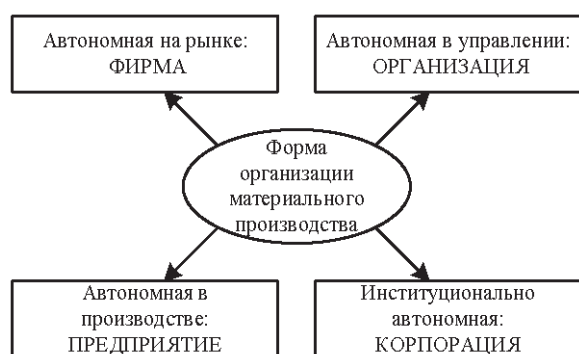 Автономная на рынке:
ФИРМА
Автономная в управлении:
ОРГАНИЗАЦИЯ
Форма
организации
материального
производства
Автономная в
производстве:
ПРЕДПРИЯТИЕ
Институционально
автономная:
КОРПОРАЦИЯ